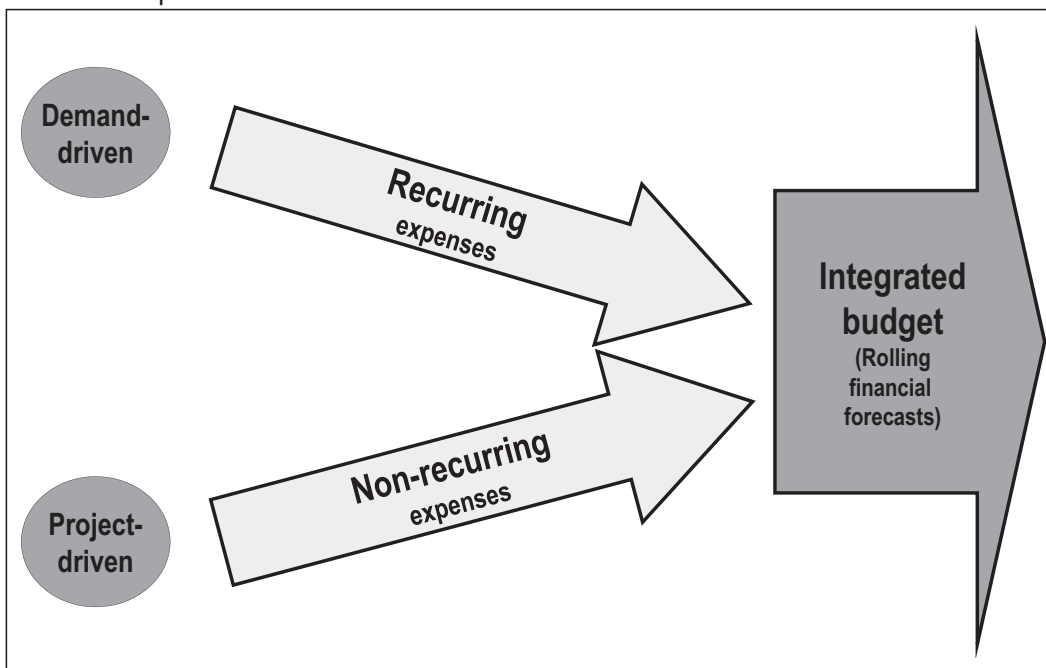 Demand-
driven
Recurring
expenses
Non-recurring
expenses
Project-
driven
Integrated
budget
(Rolling
financial
forecasts)